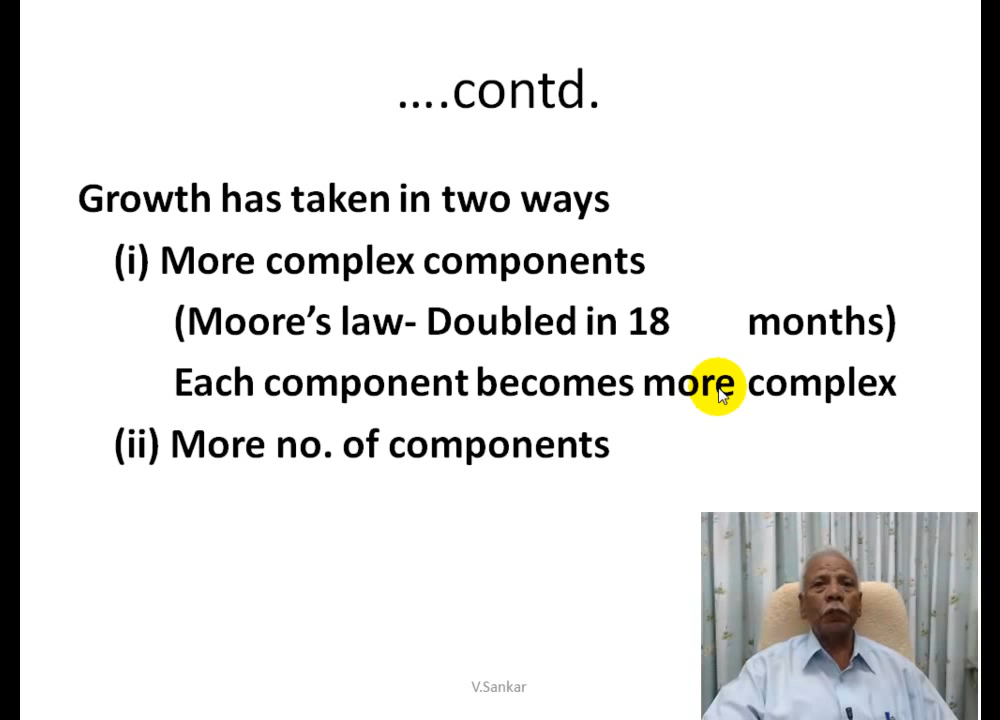 ….contd.
Growth has taken in two ways
(i) More complex components
(Moore’s law- Doubled in 18 months)
Each component becomes more complex
(ii) More no. of components
V.Sankar